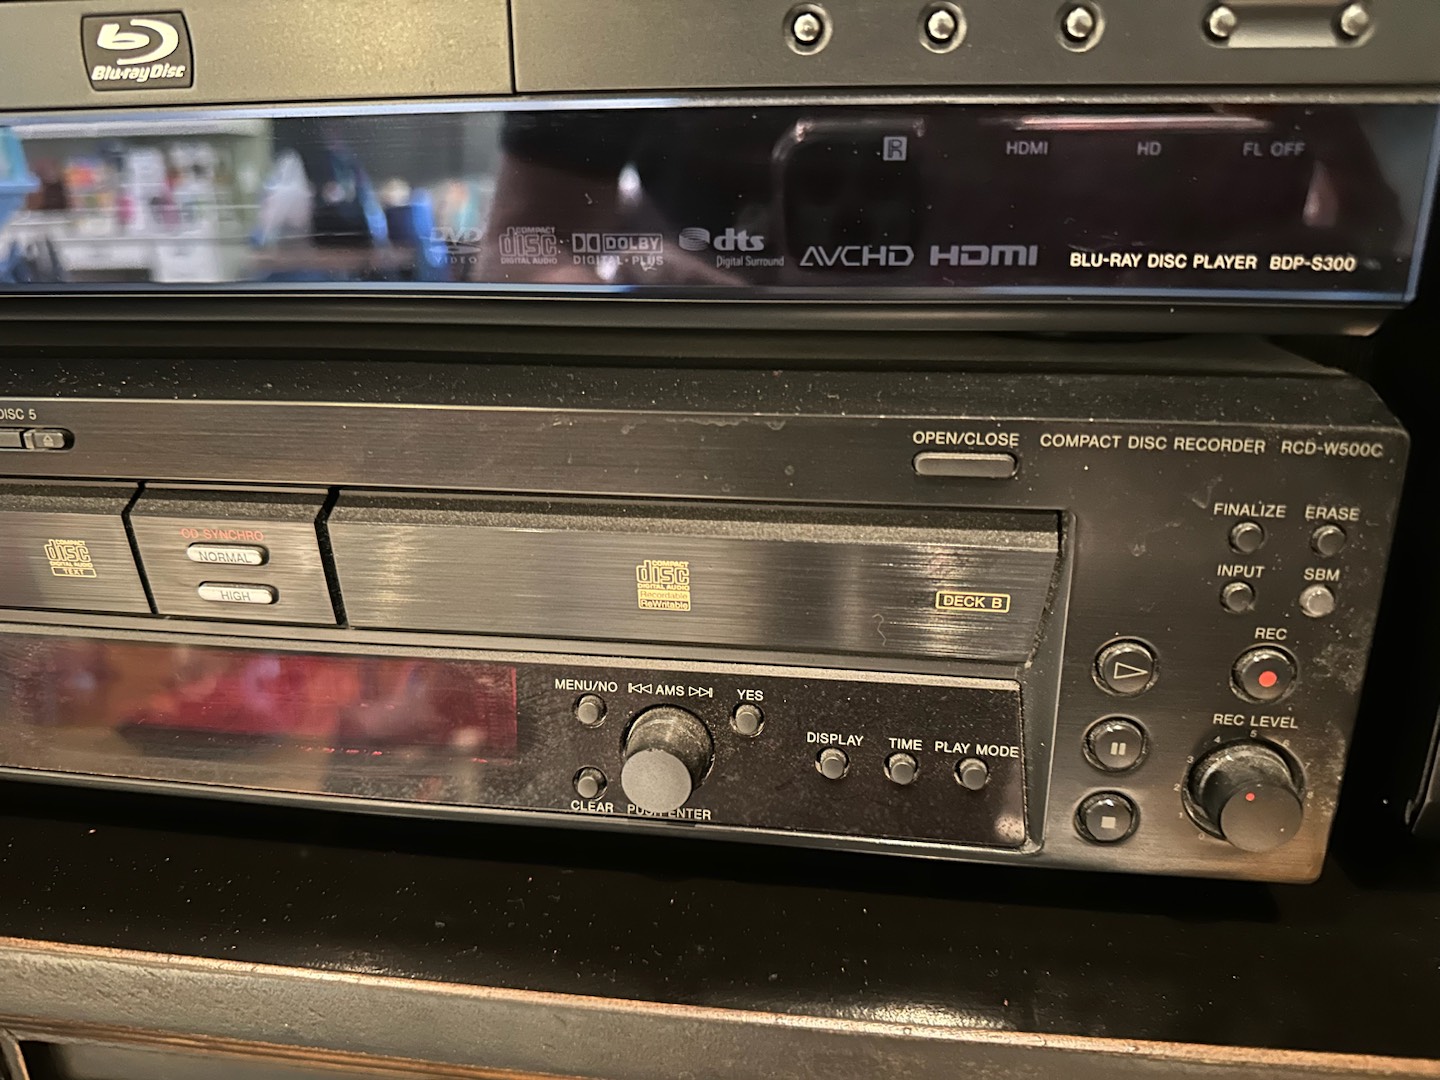 Blu-ray Disc
R HDMI HD FL OFF
DVD VIDEO
COMPACT disc DIGITAL AUDIO
DOLBY DIGITAL·PLUS
dts Digital Surround
AVCHD
HDMI
BLU-RAY DISC PLAYER BDP-S300
DISC 5
OPEN/CLOSE
COMPACT DISC RECORDER RCD-W500C
FINALIZE ERASE
CD-SYNCHRO
NORMAL
HIGH
COMPACT disc DIGITAL AUDIO TEXT
COMPACT disc DIGITAL AUDIO Recordable ReWritable
DECK B
INPUT SBM
REC
MENU/NO AMS YES
DISPLAY TIME PLAY MODE
REC LEVEL
4 5
CLEAR PUSH ENTER